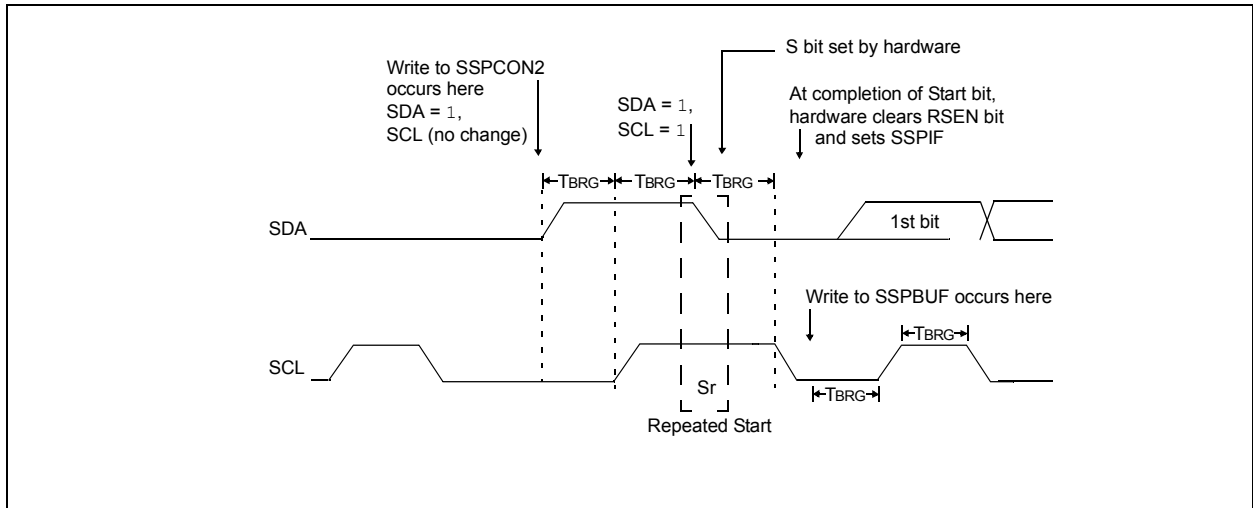 S bit set by hardware
Write to SSPCON2
occurs here
SDA = 1,
SCL (no change)
SDA = 1,
SCL = 1
At completion of Start bit,
hardware clears RSEN bit
and sets SSPIF
TBRG TBRG TBRG
SDA
1st bit
Write to SSPBUF occurs here
TBRG
SCL
Sr
TBRG
Repeated Start